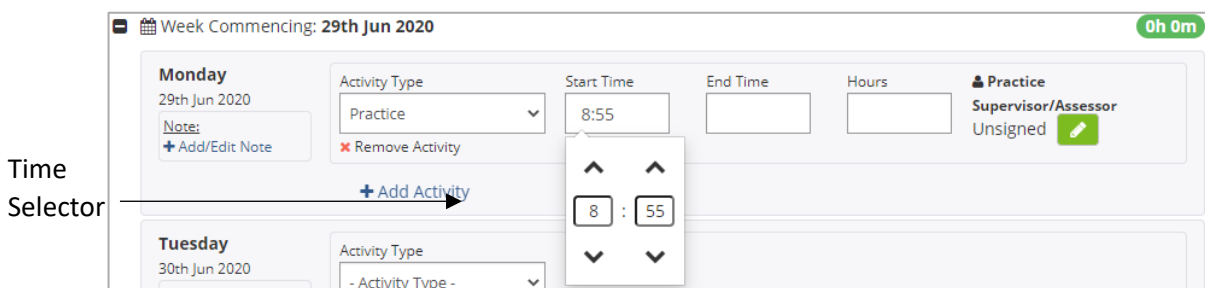 Week Commencing: 29th Jun 2020 0h 0m
Monday
29th Jun 2020
Note:
+ Add/Edit Note
Activity Type Start Time End Time Hours Practice
Supervisor/Assessor
Practice 8:55 Unsigned
✖ Remove Activity
+ Add Activity
Time
Selector
8 : 55
Tuesday
30th Jun 2020
Activity Type
- Activity Type -